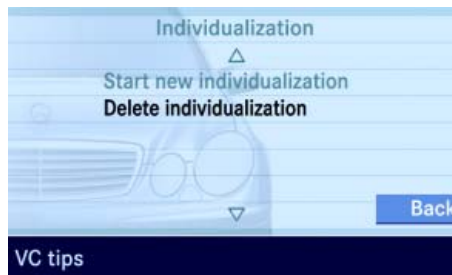 Individualization
Start new individualization
Delete individualization
Back
VC tips